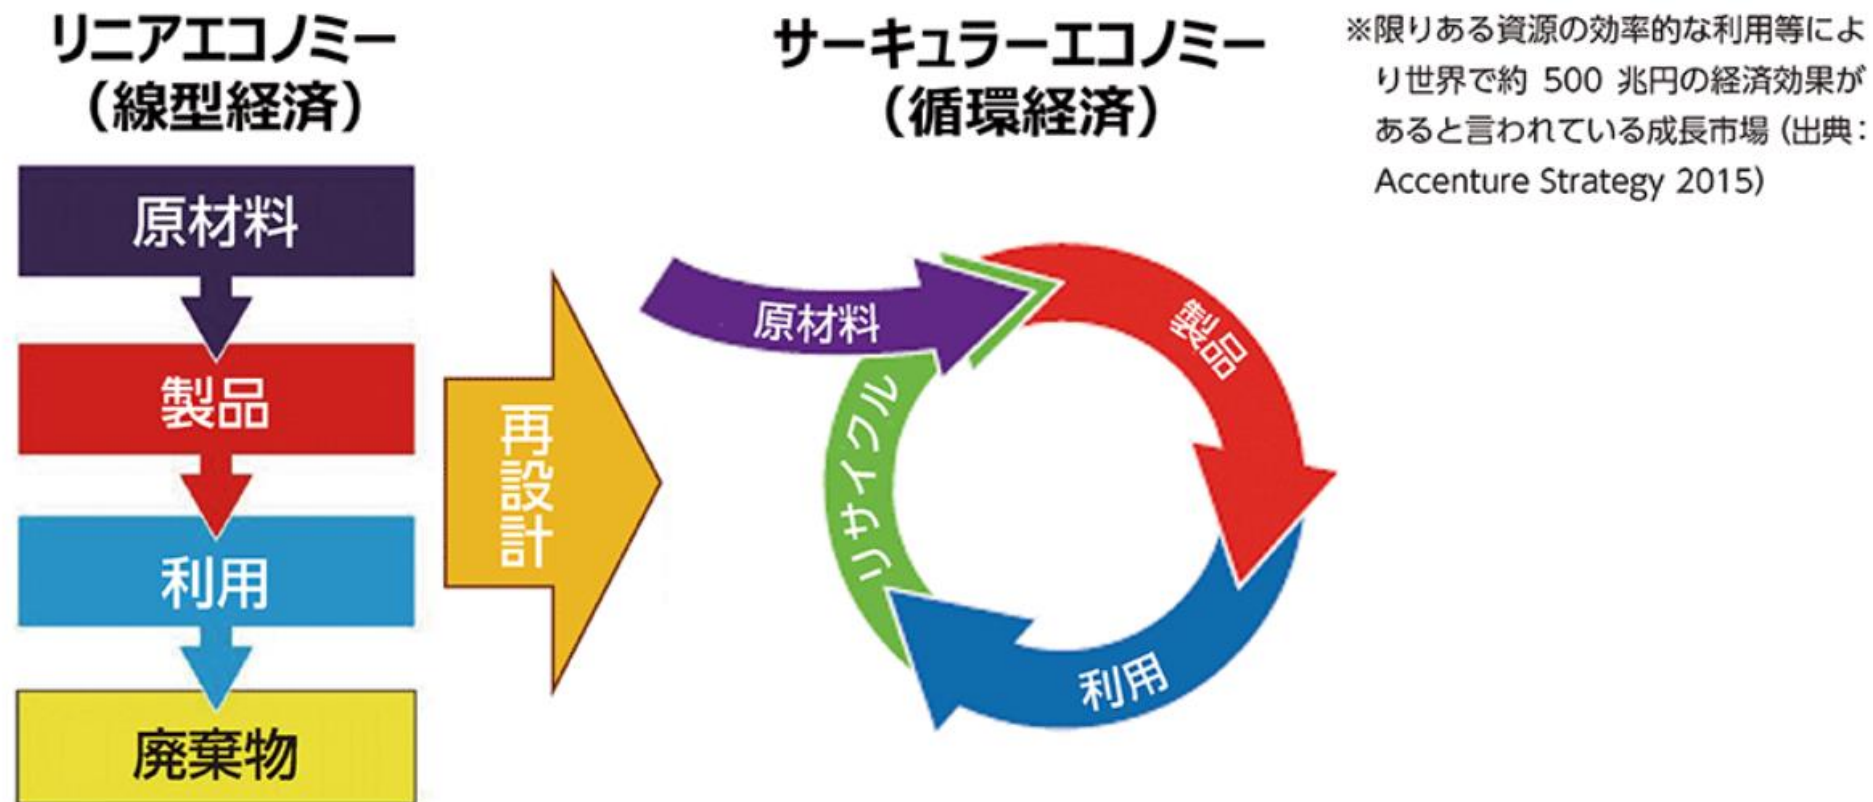 リニアエコノミー
（線型経済）
原材料
製品
利用
廃棄物
再設計
サーキュラーエコノミー
（循環経済）
原材料
製品
利用
リサイクル
※限りある資源の効率的な利用等によ
り世界で約 500 兆円の経済効果が
あると言われている成長市場（出典：
Accenture Strategy 2015）